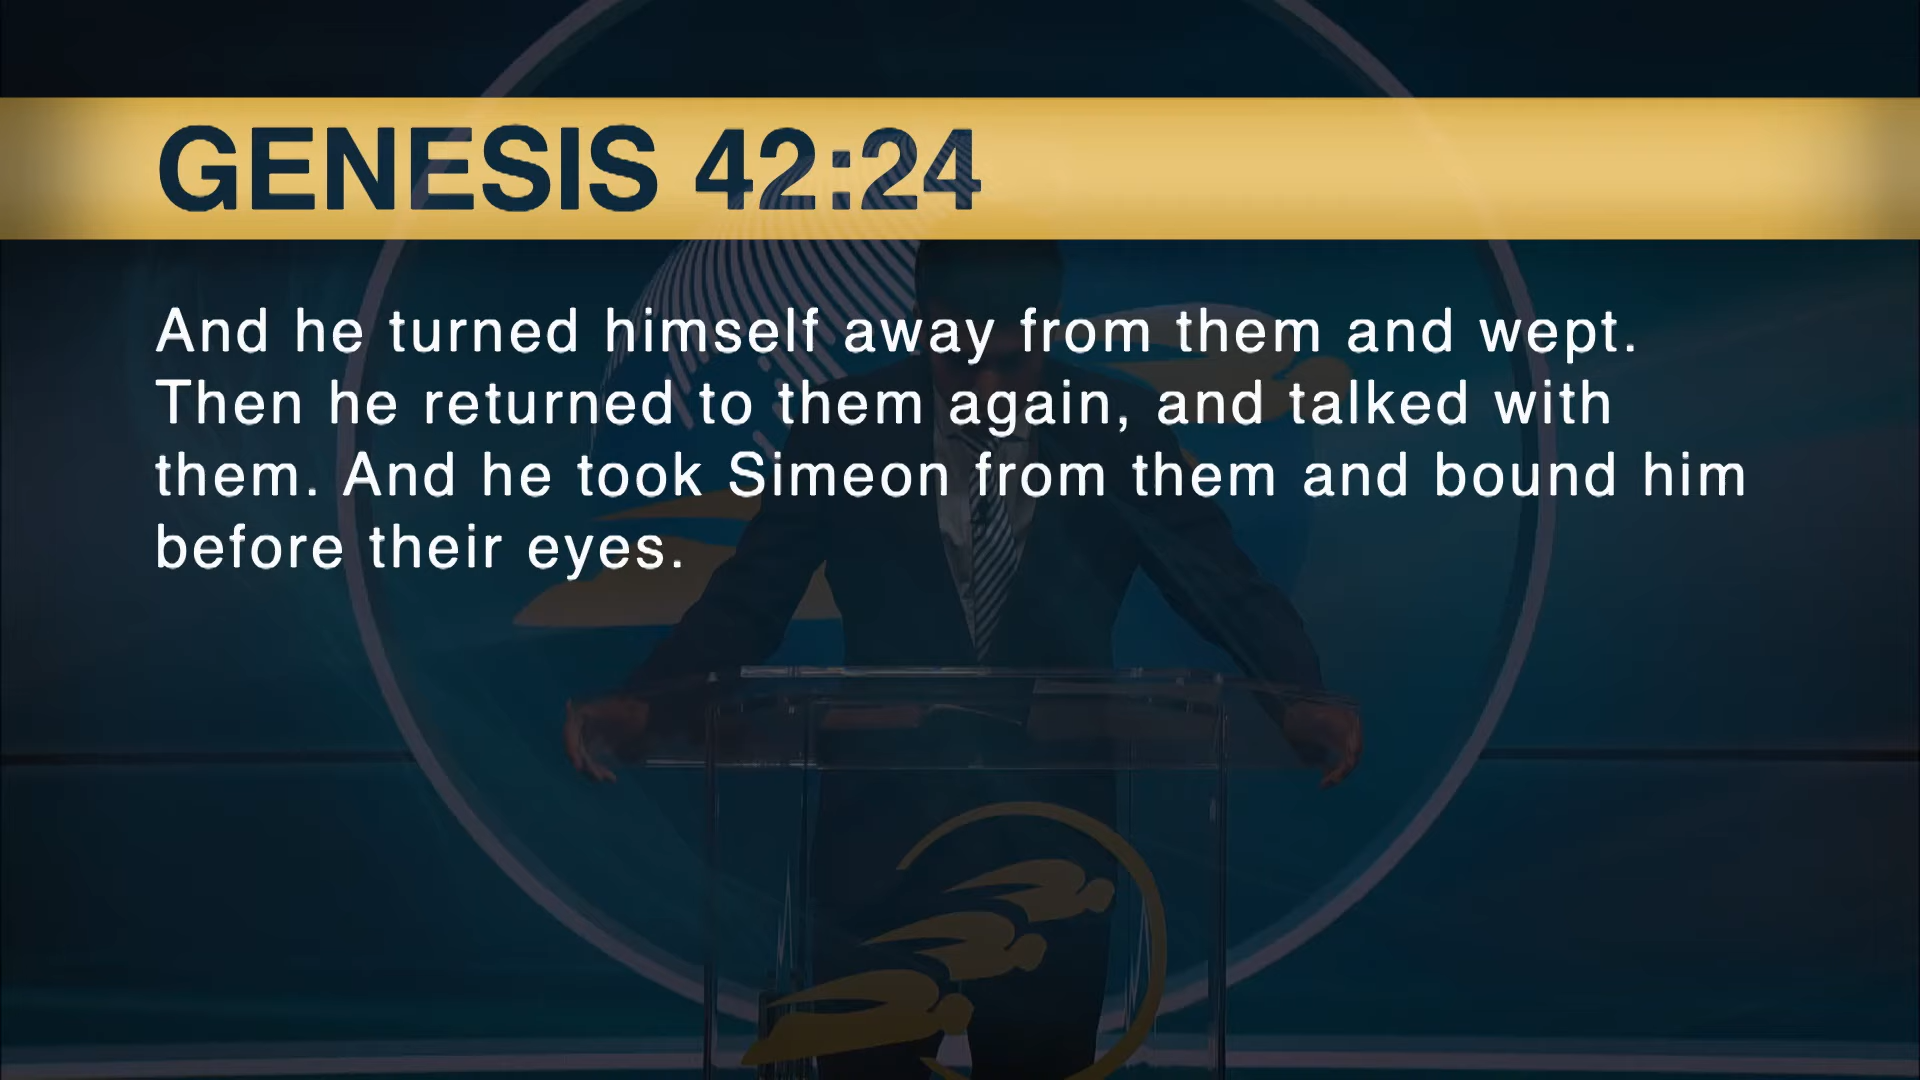 GENESIS 42:24
And he turned himself away from them and wept.
Then he returned to them again, and talked with
them. And he took Simeon from them and bound him
before their eyes.